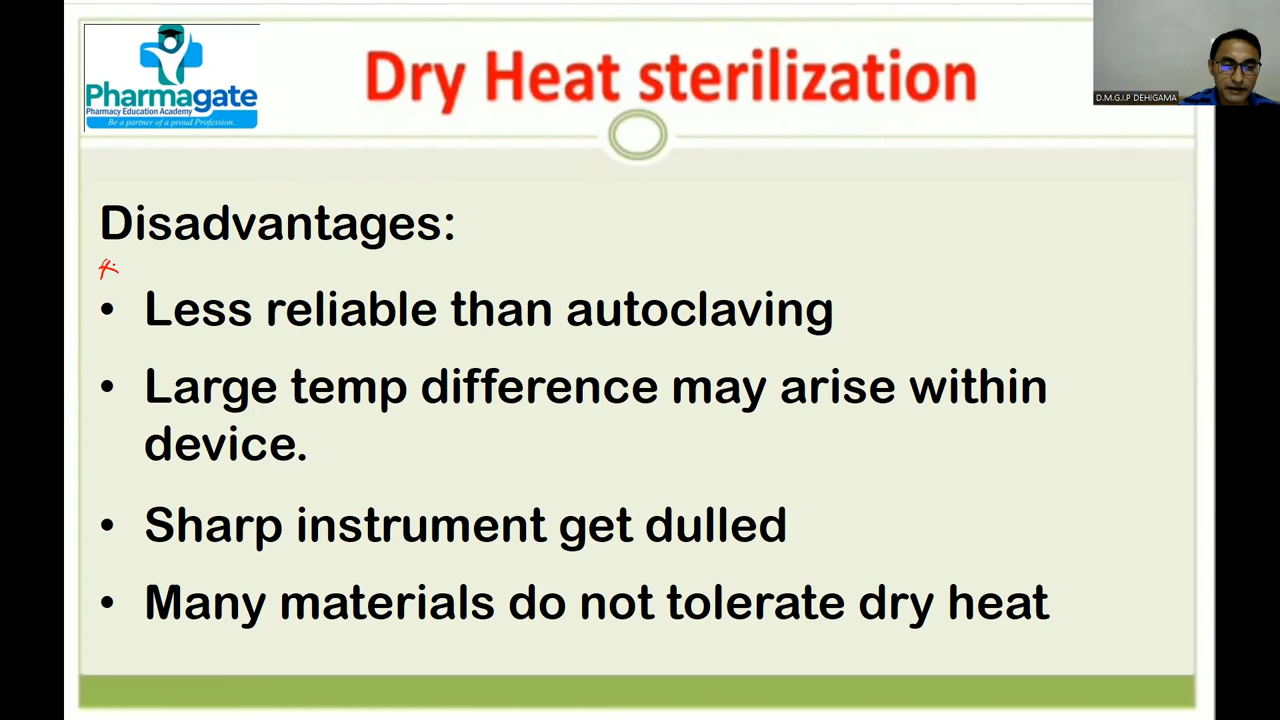 Pharmagate
Pharmacy Education Academy
Be a partner of a proud Profession..
Dry Heat sterilization
D.M.G.I.P DEHIGAMA
Disadvantages:
• Less reliable than autoclaving
• Large temp difference may arise within
device.
• Sharp instrument get dulled
• Many materials do not tolerate dry heat